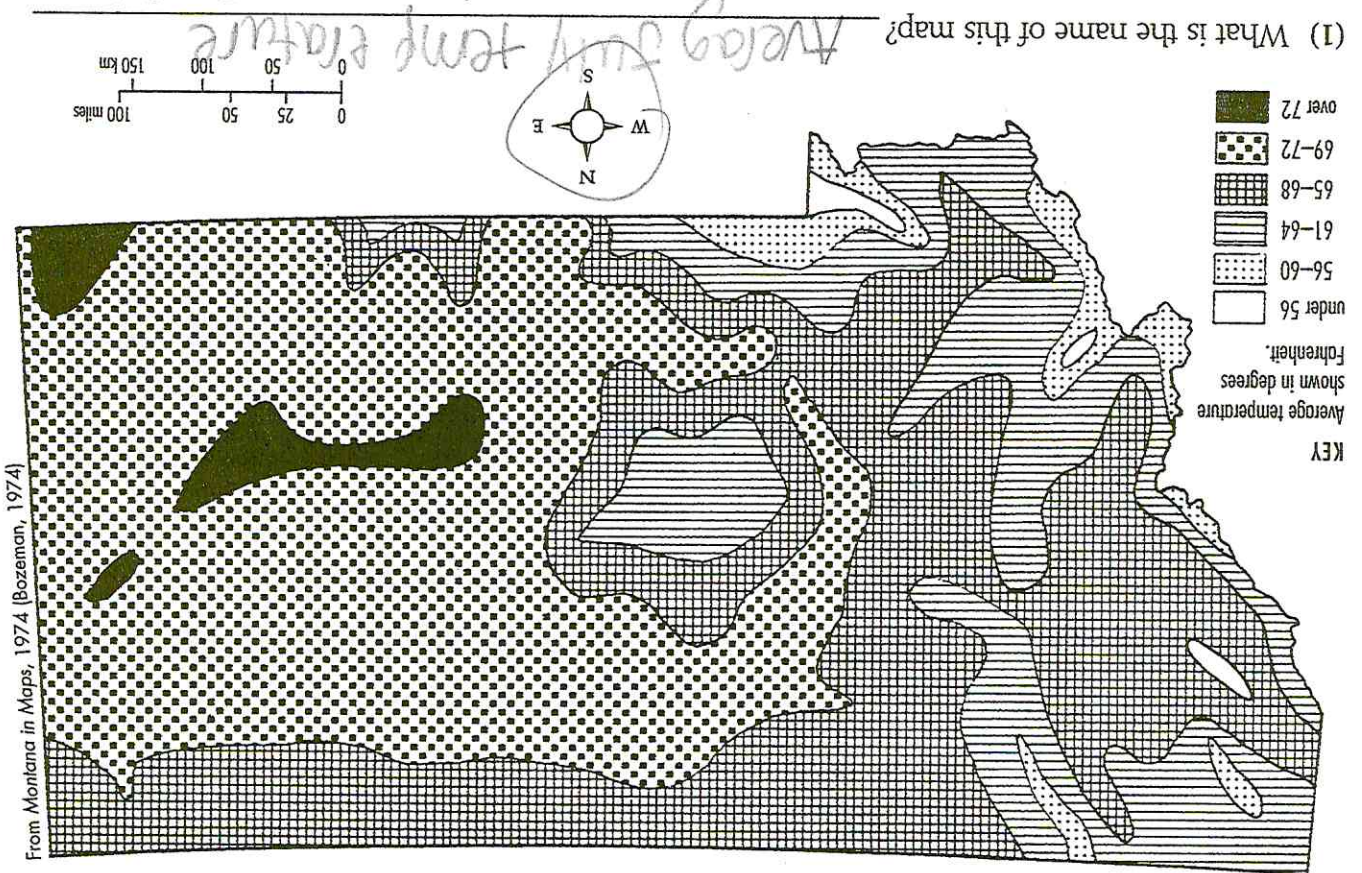 From Montana in Maps, 1974 (Bozeman, 1974)
KEY
Average temperature
shown in degrees
Fahrenheit.
under 56
56–60
61–64
65–68
69–72
over 72
N
W E
S
0 25 50 100 miles
0 50 100 150 km
(1) What is the name of this map?
Averag July temp erature